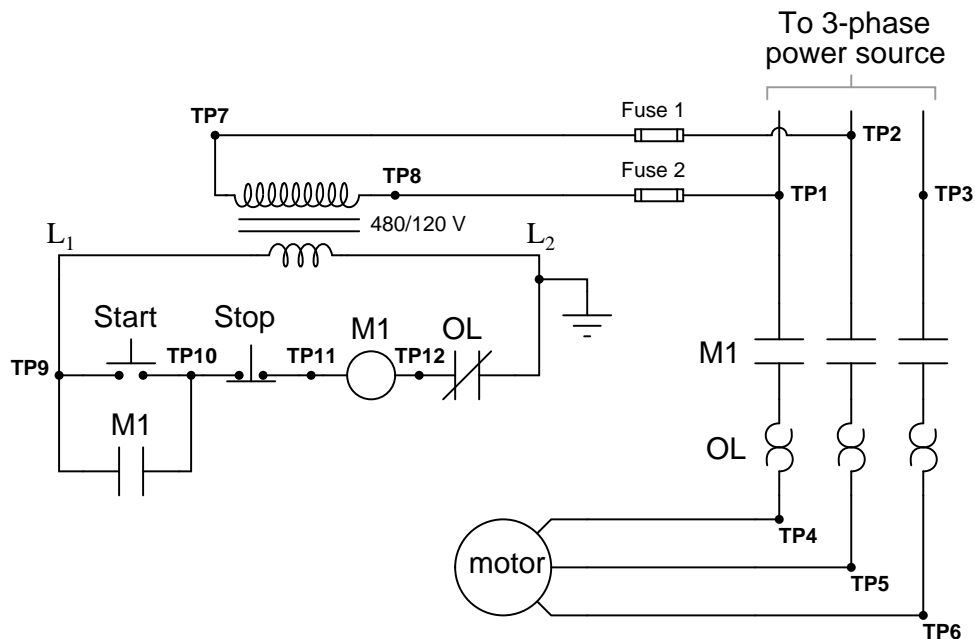 To 3-phase
power source
TP7
Fuse 1
TP2
TP8
Fuse 2
TP1
TP3
480/120 V
L1
L2
Start
Stop
M1
OL
TP9
TP10
TP11
TP12
M1
M1
OL
TP4
motor
TP5
TP6